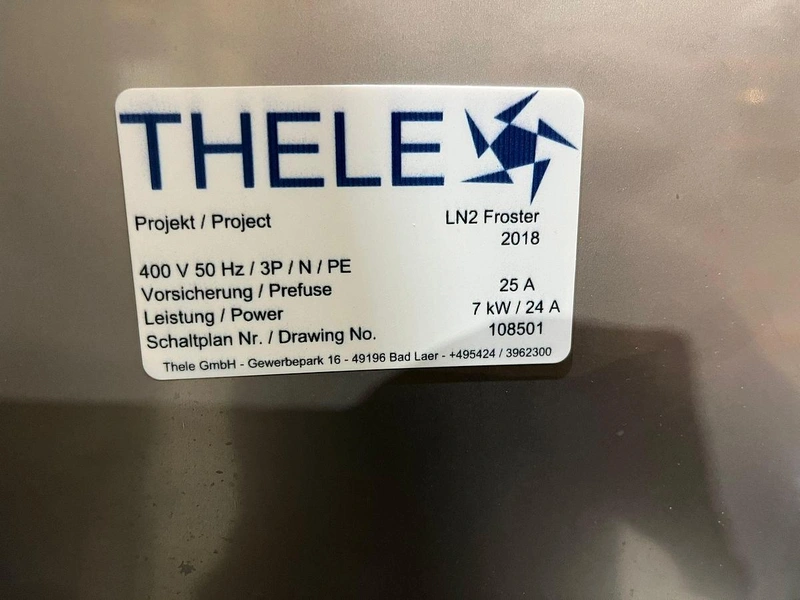 THELE
Projekt / Project LN2 Froster
2018
400 V 50 Hz / 3P / N / PE
Vorsicherung / Prefuse 25 A
Leistung / Power 7 kW / 24 A
Schaltplan Nr. / Drawing No. 108501
Thele GmbH - Gewerbepark 16 - 49196 Bad Laer - +495424 / 3962300